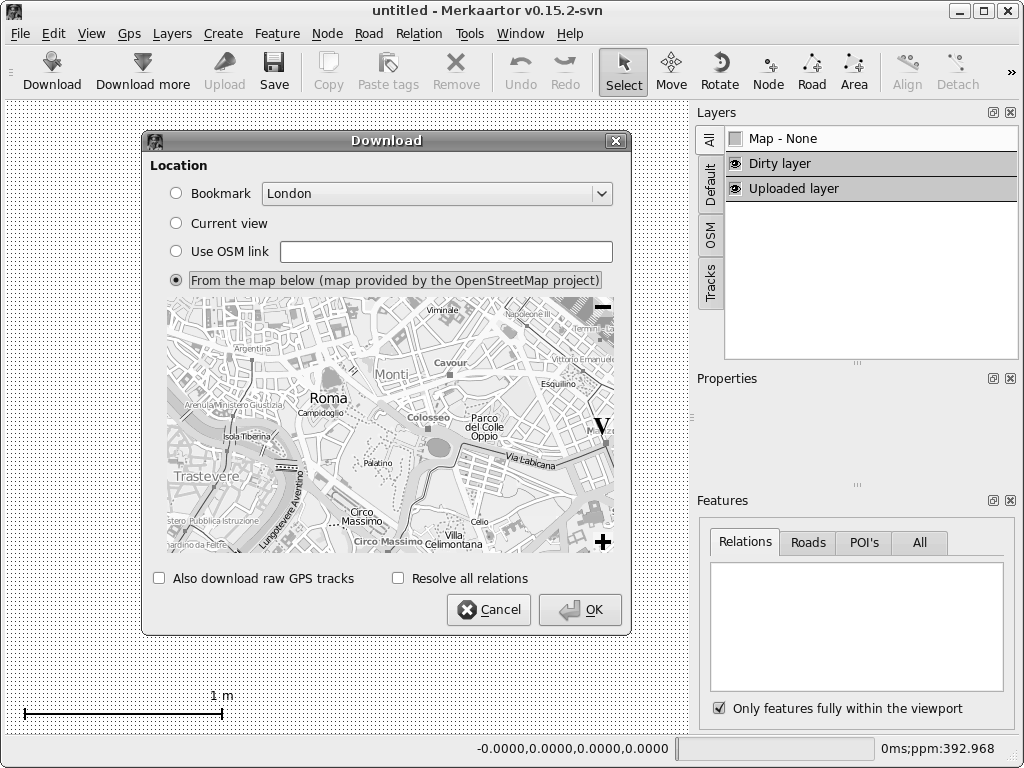 untitled - Merkaartor v0.15.2-svn
File Edit View Gps Layers Create Feature Node Road Relation Tools Window Help
Download Download more Upload Save Copy Paste tags Remove Undo Redo Select Move Rotate Node Road Area Align Detach »
Layers
All
Default
OSM
Tracks
Map - None
Dirty layer
Uploaded layer
Properties
Features
Relations Roads POI's All
Only features fully within the viewport
Download
Location
Bookmark London
Current view
Use OSM link
From the map below (map provided by the OpenStreetMap project)
Viminale
Napoleone III
Argentina
Vittorio Emanuele
Cavour
Monti
Esquilino
Roma
Arenula/Ministero Giustizia
Campidoglio
Colosseo
Parco
del Colle
Oppio
V
Isola Tiberina
Palatino
Via Labicana
Trastevere
Lungotevere Aventino
Circo
Massimo
Celio
Pubblica Istruzione
Circo Massimo
Villa
Celimontana
Also download raw GPS tracks
Resolve all relations
Cancel
OK
1 m
-0.0000,0.0000,0.0000,0.0000
0ms;ppm:392.968